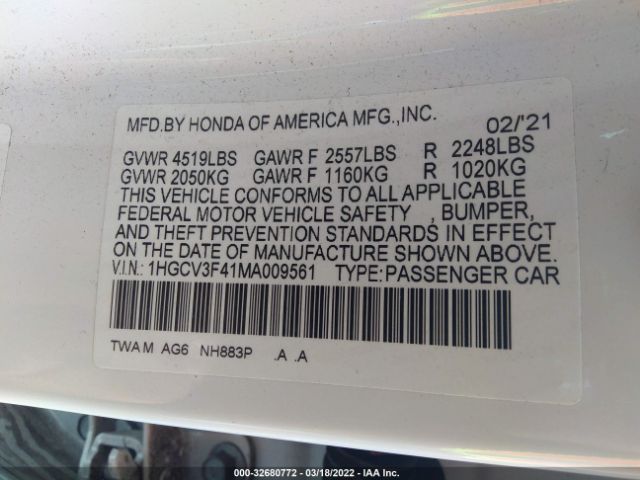 MFD.BY HONDA OF AMERICA MFG.,INC. 02/'21
GVWR 4519LBS GAWR F 2557LBS R 2248LBS
GVWR 2050KG GAWR F 1160KG R 1020KG
THIS VEHICLE CONFORMS TO ALL APPLICABLE
FEDERAL MOTOR VEHICLE SAFETY , BUMPER,
AND THEFT PREVENTION STANDARDS IN EFFECT
ON THE DATE OF MANUFACTURE SHOWN ABOVE.
V.I.N.: 1HGCV3F41MA009561 TYPE:PASSENGER CAR
TWA M AG6 NH883P .A .A
000-32680772 — 03/18/2022 — IAA Inc.